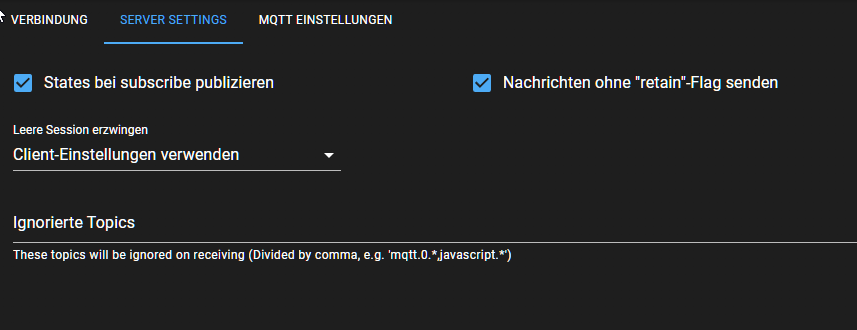 VERBINDUNG SERVER SETTINGS MQTT EINSTELLUNGEN
States bei subscribe publizieren Nachrichten ohne "retain"-Flag senden
Leere Session erzwingen
Client-Einstellungen verwenden
Ignorierte Topics
These topics will be ignored on receiving (Divided by comma, e.g. 'mqtt.0.*,javascript.*')